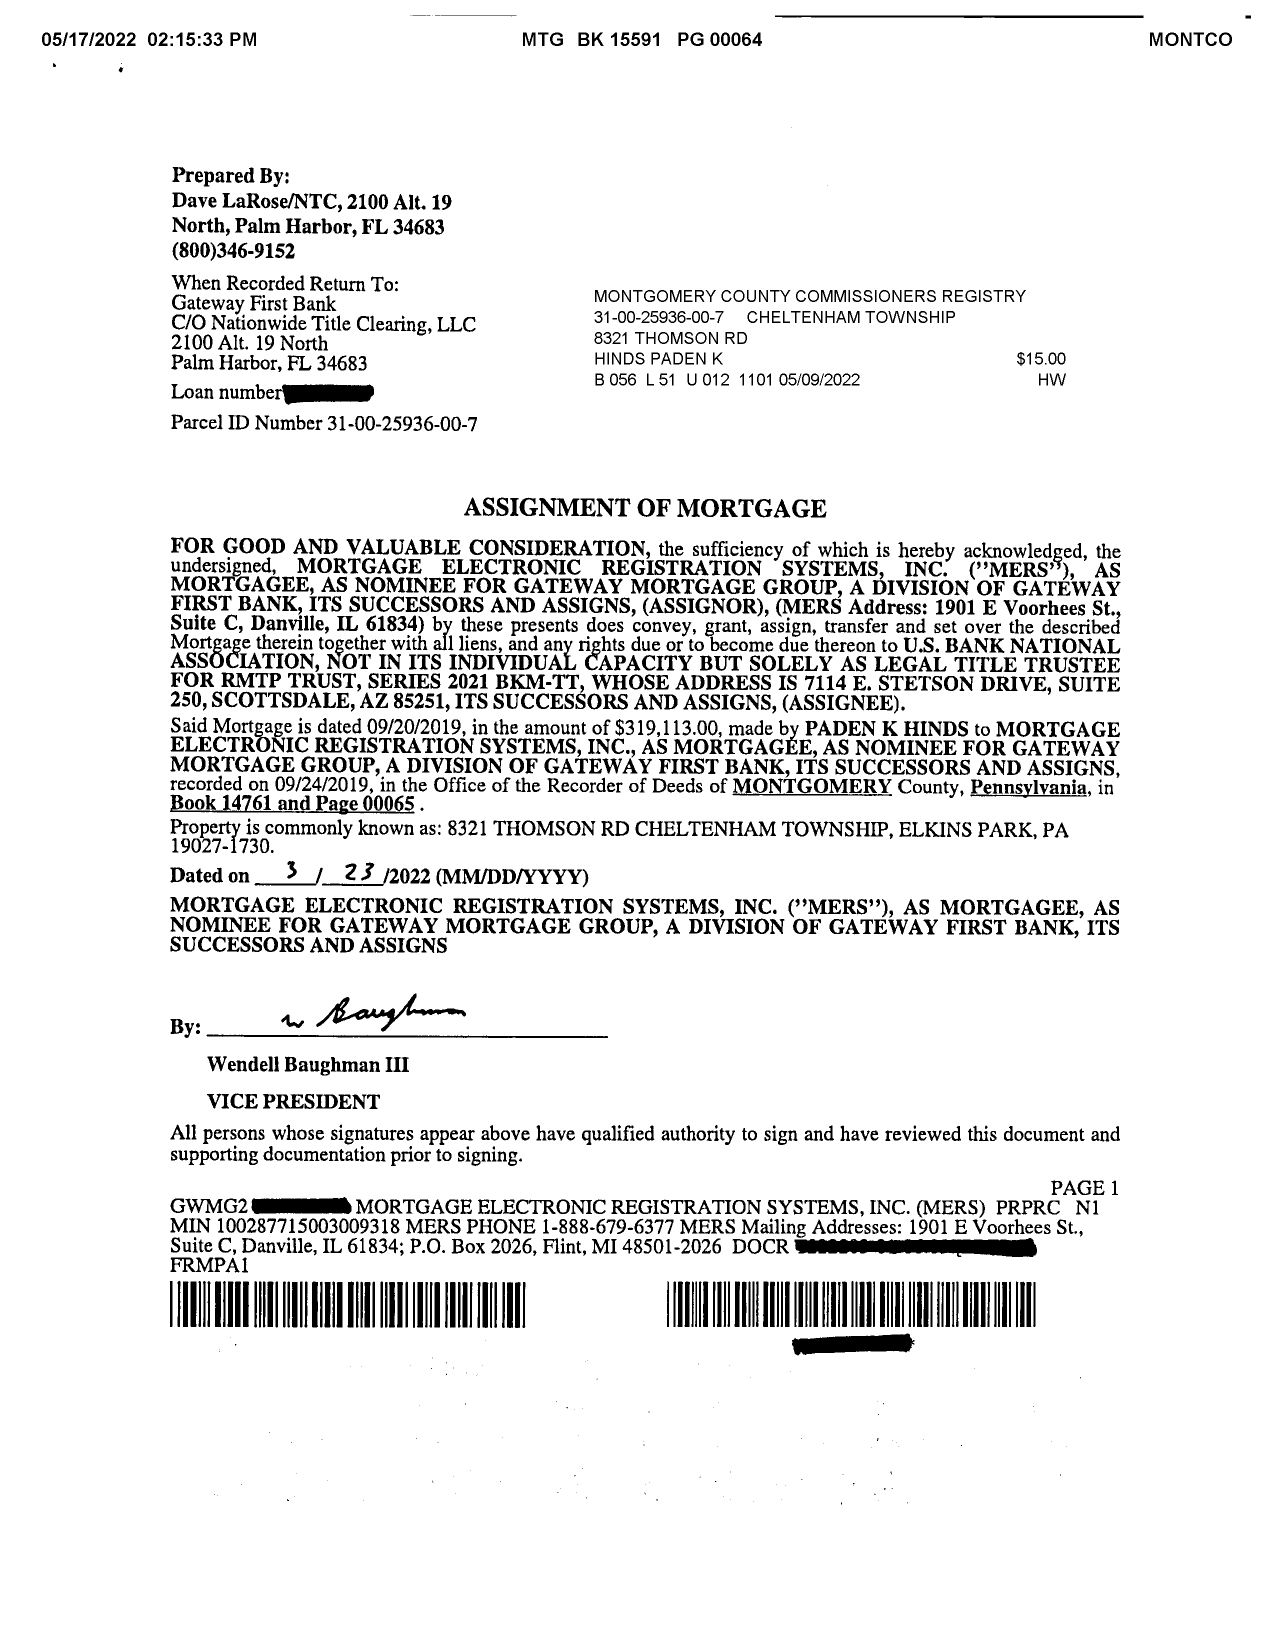 05/17/2022 02:15:33 PM MTG BK 15591 PG 00064 MONTCO
Prepared By:
Dave LaRose/NTC, 2100 Alt. 19
North, Palm Harbor, FL 34683
(800)346-9152
When Recorded Return To:
Gateway First Bank
C/O Nationwide Title Clearing, LLC
2100 Alt. 19 North
Palm Harbor, FL 34683
Loan number
Parcel ID Number 31-00-25936-00-7
MONTGOMERY COUNTY COMMISSIONERS REGISTRY
31-00-25936-00-7 CHELTENHAM TOWNSHIP
8321 THOMSON RD
HINDS PADEN K $15.00
B 056 L 51 U 012 1101 05/09/2022 HW
ASSIGNMENT OF MORTGAGE
FOR GOOD AND VALUABLE CONSIDERATION, the sufficiency of which is hereby acknowledged, the
undersigned, MORTGAGE ELECTRONIC REGISTRATION SYSTEMS, INC. ("MERS"), AS
MORTGAGEE, AS NOMINEE FOR GATEWAY MORTGAGE GROUP, A DIVISION OF GATEWAY
FIRST BANK, ITS SUCCESSORS AND ASSIGNS, (ASSIGNOR), (MERS Address: 1901 E Voorhees St.,
Suite C, Danville, IL 61834) by these presents does convey, grant, assign, transfer and set over the described
Mortgage therein together with all liens, and any rights due or to become due thereon to U.S. BANK NATIONAL
ASSOCIATION, NOT IN ITS INDIVIDUAL CAPACITY BUT SOLELY AS LEGAL TITLE TRUSTEE
FOR RMTP TRUST, SERIES 2021 BKM-TT, WHOSE ADDRESS IS 7114 E. STETSON DRIVE, SUITE
250, SCOTTSDALE, AZ 85251, ITS SUCCESSORS AND ASSIGNS, (ASSIGNEE).
Said Mortgage is dated 09/20/2019, in the amount of $319,113.00, made by PADEN K HINDS to MORTGAGE
ELECTRONIC REGISTRATION SYSTEMS, INC., AS MORTGAGEE, AS NOMINEE FOR GATEWAY
MORTGAGE GROUP, A DIVISION OF GATEWAY FIRST BANK, ITS SUCCESSORS AND ASSIGNS,
recorded on 09/24/2019, in the Office of the Recorder of Deeds of MONTGOMERY County, Pennsylvania, in
Book 14761 and Page 00065 .
Property is commonly known as: 8321 THOMSON RD CHELTENHAM TOWNSHIP, ELKINS PARK, PA
19027-1730.
Dated on 3 / 23 /2022 (MM/DD/YYYY)
MORTGAGE ELECTRONIC REGISTRATION SYSTEMS, INC. ("MERS"), AS MORTGAGEE, AS
NOMINEE FOR GATEWAY MORTGAGE GROUP, A DIVISION OF GATEWAY FIRST BANK, ITS
SUCCESSORS AND ASSIGNS
By: W Baughman
Wendell Baughman III
VICE PRESIDENT
All persons whose signatures appear above have qualified authority to sign and have reviewed this document and
supporting documentation prior to signing.
PAGE 1
GWMG2 MORTGAGE ELECTRONIC REGISTRATION SYSTEMS, INC. (MERS) PRPRC N1
MIN 100287715003009318 MERS PHONE 1-888-679-6377 MERS Mailing Addresses: 1901 E Voorhees St.,
Suite C, Danville, IL 61834; P.O. Box 2026, Flint, MI 48501-2026 DOCR
FRMPA1